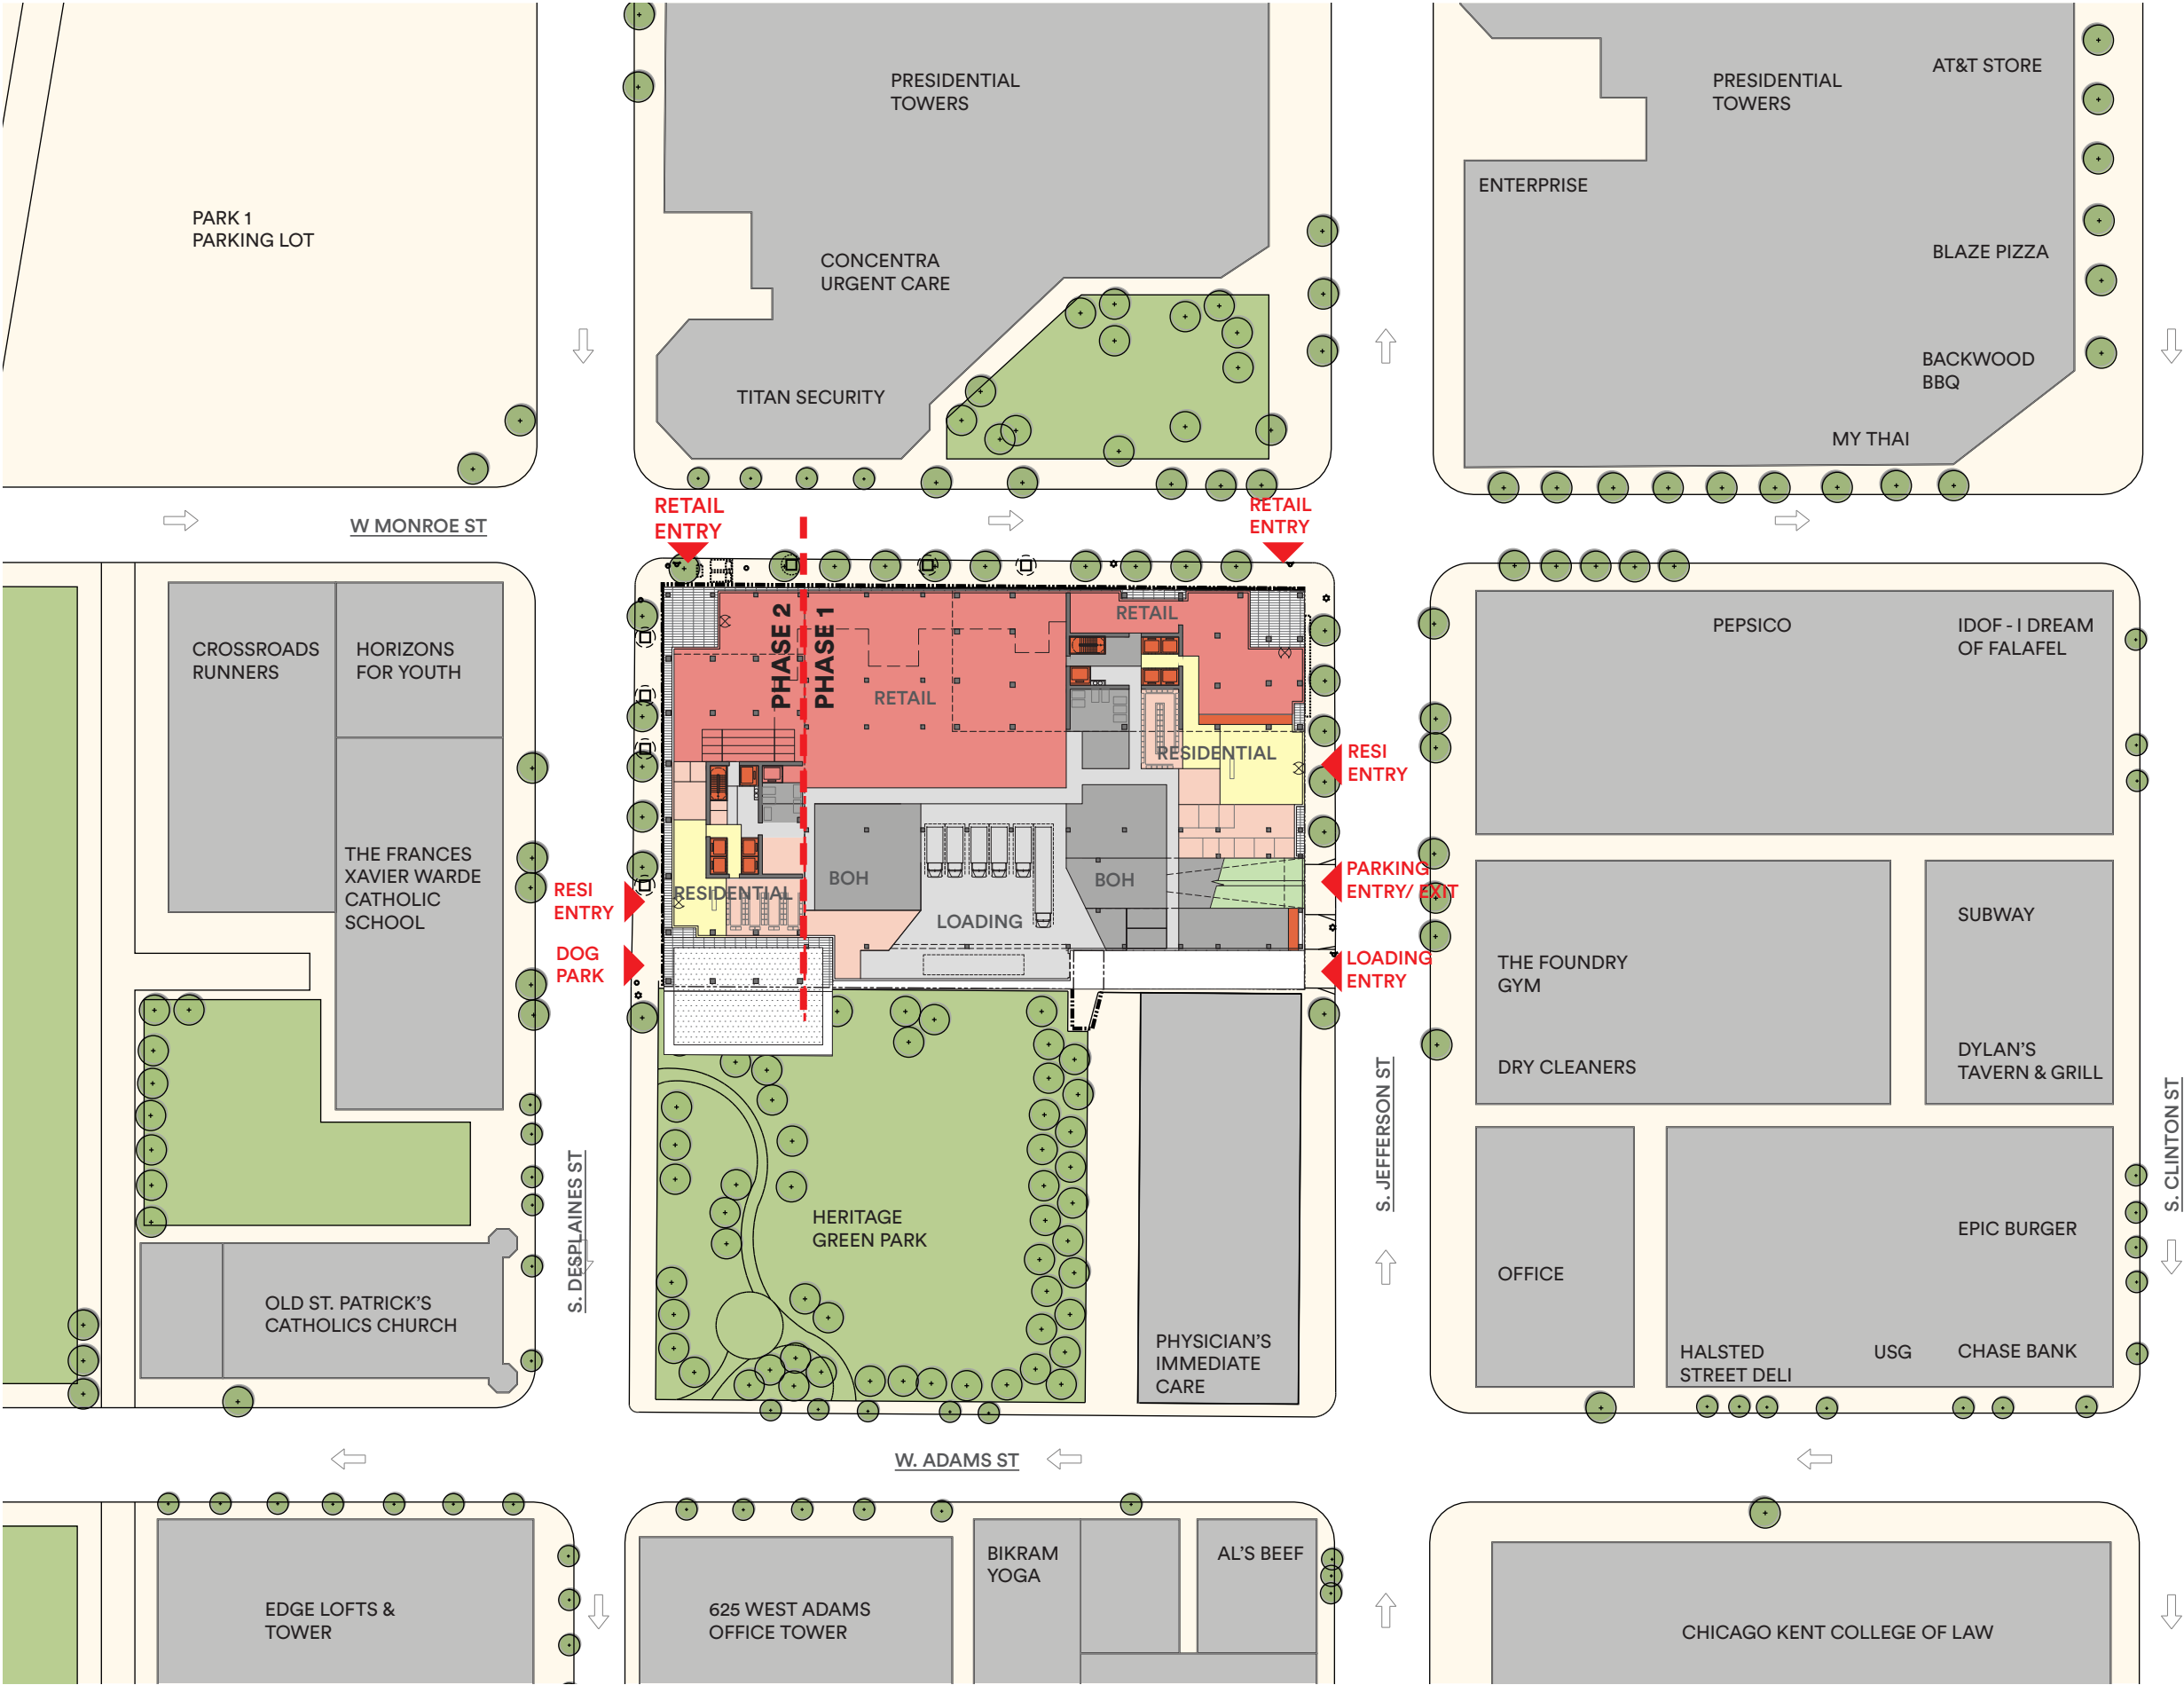 PRESIDENTIAL
TOWERS
PRESIDENTIAL
TOWERS
AT&T STORE
ENTERPRISE
PARK 1
PARKING LOT
CONCENTRA
URGENT CARE
BLAZE PIZZA
TITAN SECURITY
BACKWOOD
BBQ
MY THAI
W MONROE ST
RETAIL
ENTRY
RETAIL
ENTRY
CROSSROADS
RUNNERS
HORIZONS
FOR YOUTH
PHASE 2
PHASE 1
RETAIL
RETAIL
RESIDENTIAL
RESI
ENTRY
PEPSICO
IDOF - I DREAM
OF FALAFEL
THE FRANCES
XAVIER WARDE
CATHOLIC
SCHOOL
RESI
ENTRY
DOG
PARK
RESIDENTIAL
BOH
LOADING
BOH
PARKING
ENTRY/ EXIT
LOADING
ENTRY
SUBWAY
THE FOUNDRY
GYM
DRY CLEANERS
DYLAN'S
TAVERN & GRILL
S. DESPLAINES ST
S. JEFFERSON ST
S. CLINTON ST
HERITAGE
GREEN PARK
OLD ST. PATRICK'S
CATHOLICS CHURCH
PHYSICIAN'S
IMMEDIATE
CARE
OFFICE
EPIC BURGER
HALSTED
STREET DELI
USG
CHASE BANK
W. ADAMS ST
EDGE LOFTS &
TOWER
625 WEST ADAMS
OFFICE TOWER
BIKRAM
YOGA
AL'S BEEF
CHICAGO KENT COLLEGE OF LAW